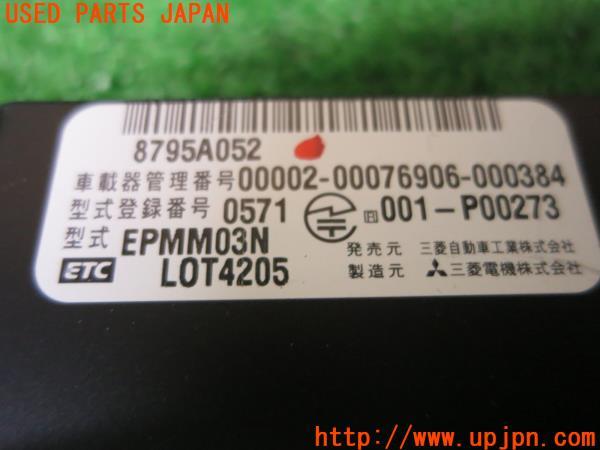 USED PARTS JAPAN
8795A052
車載器管理番号00002-00076906-000384
型式登録番号 0571 回 001-P00273
型式 EPMM03N 発売元 三菱自動車工業株式会社
ETC LOT4205 製造元 三菱電機株式会社
UPJ
http://www.upjpn.com/